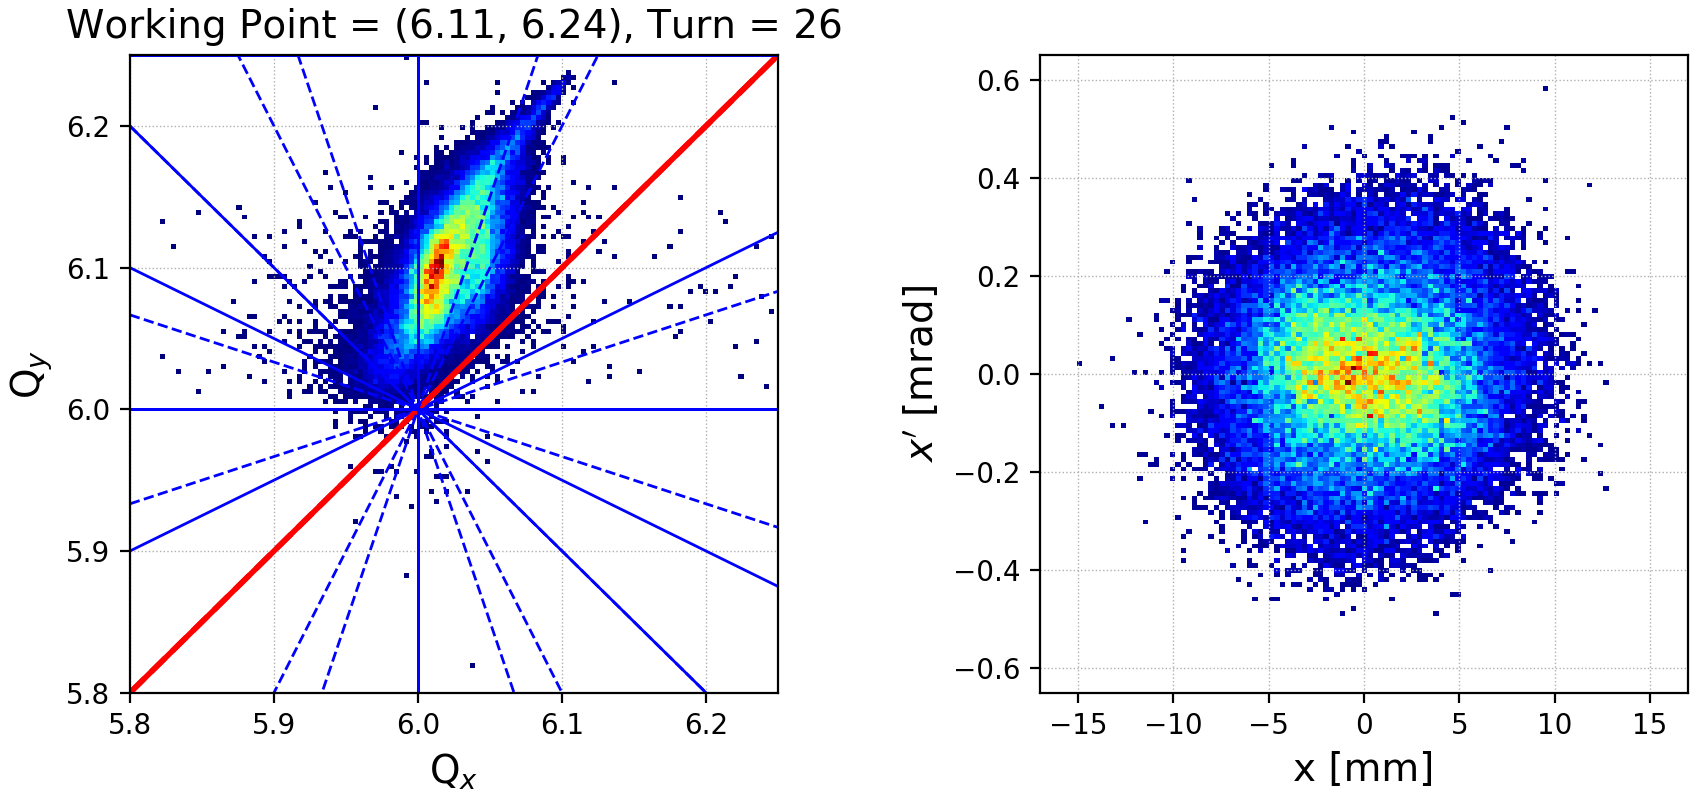 Working Point = (6.11, 6.24), Turn = 26
6.2
6.1
6.0
5.9
5.8
Q_y
5.8 5.9 6.0 6.1 6.2
Q_x
0.6
0.4
0.2
0.0
−0.2
−0.4
−0.6
x′ [mrad]
−15 −10 −5 0 5 10 15
x [mm]